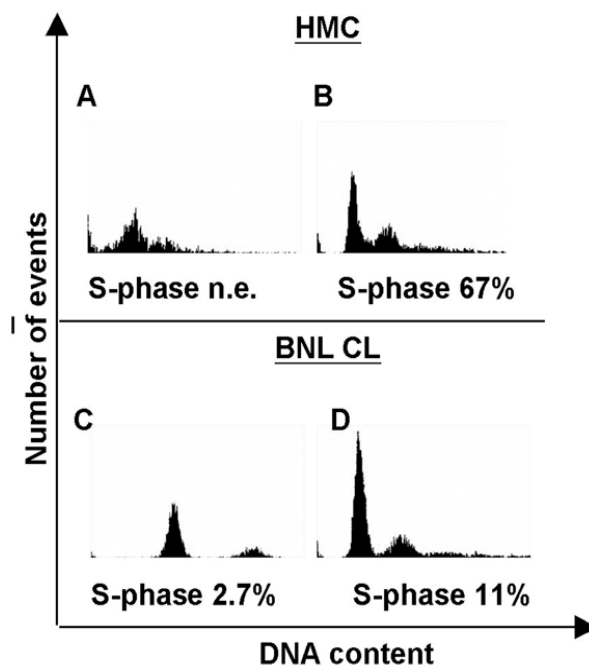 HMC
A
B
S-phase n.e.
S-phase 67%
BNL CL
C
D
S-phase 2.7%
S-phase 11%
Number of events
DNA content